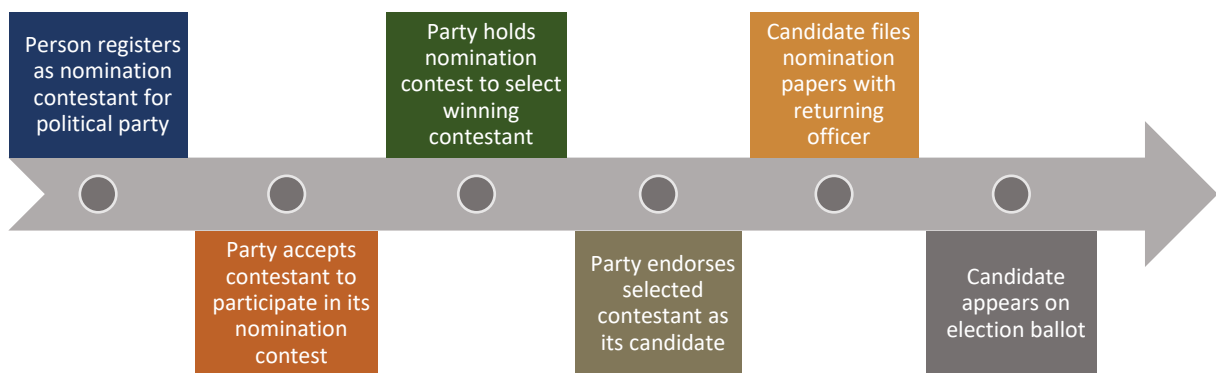 Person registers
as nomination
contestant for
political party
Party accepts
contestant to
participate in its
nomination
contest
Party holds
nomination
contest to select
winning
contestant
Party endorses
selected
contestant as
its candidate
Candidate files
nomination
papers with
returning
officer
Candidate
appears on
election ballot